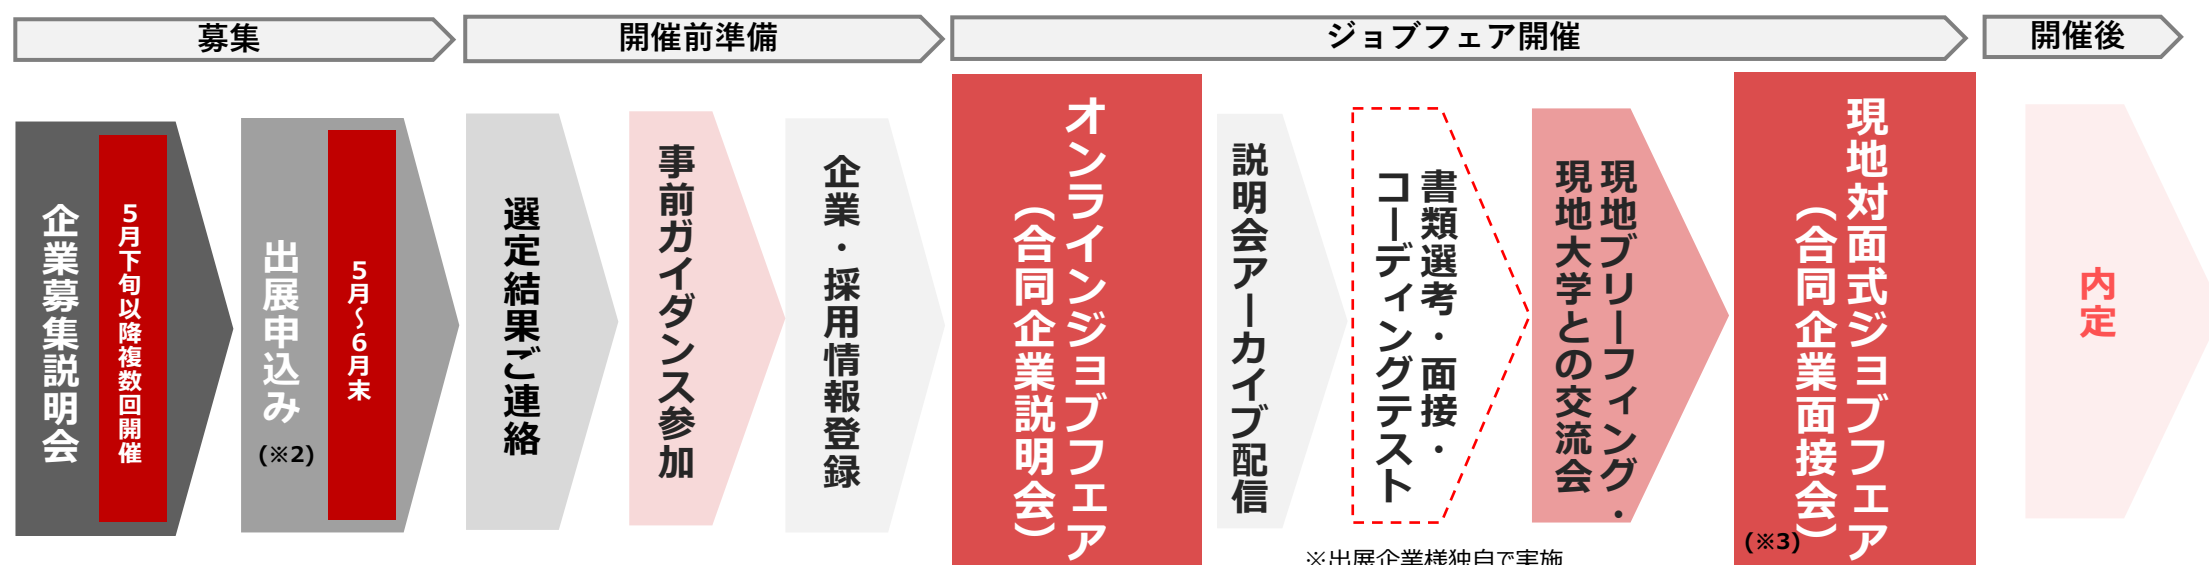 募集
開催前準備
ジョブフェア開催
開催後
企業募集説明会
5月下旬以降複数回開催
出展申込み
(※2)
5月～6月末
選定結果ご連絡
事前ガイダンス参加
企業・採用情報登録
オンラインジョブフェア
（合同企業説明会）
説明会アーカイブ配信
書類選考・面接・
コーディングテスト
※出展企業様独自で実施
現地ブリーフィング・
現地大学との交流会
現地対面式ジョブフェア
（合同企業面接会）
(※3)
内定